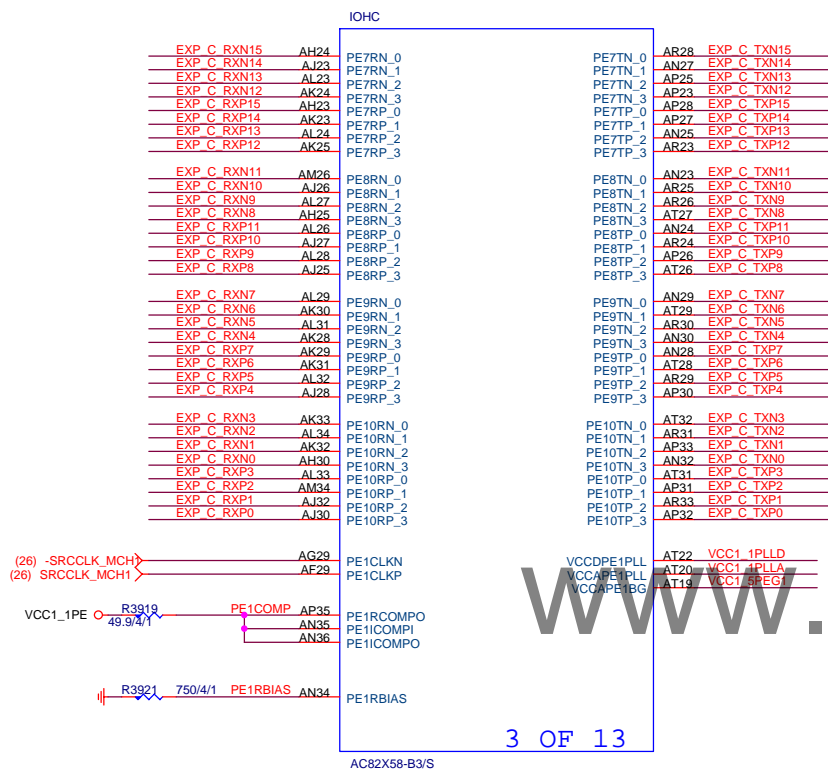 IOHC
EXP_C_RXN15 AH24 PE7RN_0 PE7TN_0 AR28 EXP_C_TXN15
EXP_C_RXN14 AJ23 PE7RN_1 PE7TN_1 AN27 EXP_C_TXN14
EXP_C_RXN13 AL23 PE7RN_2 PE7TN_2 AP25 EXP_C_TXN13
EXP_C_RXN12 AK24 PE7RN_3 PE7TN_3 AP23 EXP_C_TXN12
EXP_C_RXP15 AH23 PE7RP_0 PE7TP_0 AP28 EXP_C_TXP15
EXP_C_RXP14 AK23 PE7RP_1 PE7TP_1 AP27 EXP_C_TXP14
EXP_C_RXP13 AL24 PE7RP_2 PE7TP_2 AN25 EXP_C_TXP13
EXP_C_RXP12 AK25 PE7RP_3 PE7TP_3 AR23 EXP_C_TXP12
EXP_C_RXN11 AM26 PE8RN_0 PE8TN_0 AN23 EXP_C_TXN11
EXP_C_RXN10 AJ26 PE8RN_1 PE8TN_1 AR25 EXP_C_TXN10
EXP_C_RXN9 AL27 PE8RN_2 PE8TN_2 AR26 EXP_C_TXN9
EXP_C_RXN8 AH25 PE8RN_3 PE8TN_3 AT27 EXP_C_TXN8
EXP_C_RXP11 AL26 PE8RP_0 PE8TP_0 AN24 EXP_C_TXP11
EXP_C_RXP10 AJ27 PE8RP_1 PE8TP_1 AR24 EXP_C_TXP10
EXP_C_RXP9 AL28 PE8RP_2 PE8TP_2 AP26 EXP_C_TXP9
EXP_C_RXP8 AJ25 PE8RP_3 PE8TP_3 AT26 EXP_C_TXP8
EXP_C_RXN7 AL29 PE9RN_0 PE9TN_0 AN29 EXP_C_TXN7
EXP_C_RXN6 AK30 PE9RN_1 PE9TN_1 AT29 EXP_C_TXN6
EXP_C_RXN5 AL31 PE9RN_2 PE9TN_2 AR30 EXP_C_TXN5
EXP_C_RXN4 AK28 PE9RN_3 PE9TN_3 AN30 EXP_C_TXN4
EXP_C_RXP7 AK29 PE9RP_0 PE9TP_0 AN28 EXP_C_TXP7
EXP_C_RXP6 AK31 PE9RP_1 PE9TP_1 AT28 EXP_C_TXP6
EXP_C_RXP5 AL32 PE9RP_2 PE9TP_2 AR29 EXP_C_TXP5
EXP_C_RXP4 AJ28 PE9RP_3 PE9TP_3 AP30 EXP_C_TXP4
EXP_C_RXN3 AK33 PE10RN_0 PE10TN_0 AT32 EXP_C_TXN3
EXP_C_RXN2 AL34 PE10RN_1 PE10TN_1 AR31 EXP_C_TXN2
EXP_C_RXN1 AK32 PE10RN_2 PE10TN_2 AP33 EXP_C_TXN1
EXP_C_RXN0 AH30 PE10RN_3 PE10TN_3 AN32 EXP_C_TXN0
EXP_C_RXP3 AL33 PE10RP_0 PE10TP_0 AT31 EXP_C_TXP3
EXP_C_RXP2 AM34 PE10RP_1 PE10TP_1 AP31 EXP_C_TXP2
EXP_C_RXP1 AJ32 PE10RP_2 PE10TP_2 AR33 EXP_C_TXP1
EXP_C_RXP0 AJ30 PE10RP_3 PE10TP_3 AP32 EXP_C_TXP0
(26) -SRCCLK_MCH1 AG29 PE1CLKN VCCDPE1PLL AT22 VCC1_1PLLD
(26) SRCCLK_MCH1 AF29 PE1CLKP VCCAPE1PLL AT20 VCC1_1PLLA
VCCAPE1BG AT19 VCC1_5PEG1
www.
VCC1_1PE R3919 49.9/4/1 PE1COMP AP35 PE1RCOMPO
AN35 PE1ICOMPI
AN36 PE1ICOMPO
R3921 750/4/1 PE1RBIAS AN34 PE1RBIAS
3 OF 13
AC82X58-B3/S